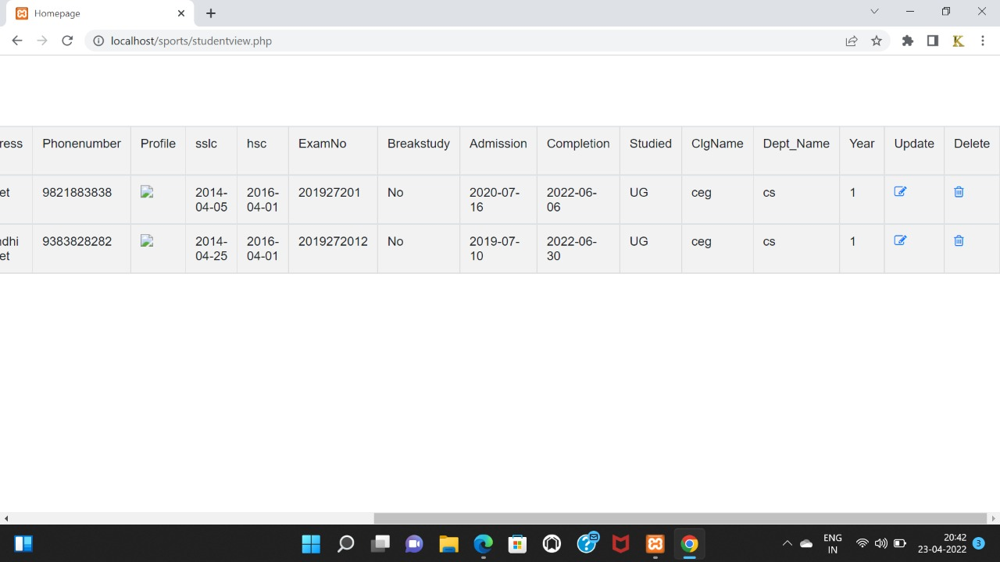 Homepage
localhost/sports/studentview.php
ress Phonenumber Profile sslc hsc ExamNo Breakstudy Admission Completion Studied ClgName Dept_Name Year Update Delete
et 9821883838 2014- 2016- 201927201 No 2020-07- 2022-06- UG ceg cs 1
04-05 04-01 16 06
ndhi 9383828282 2014- 2016- 2019272012 No 2019-07- 2022-06- UG ceg cs 1
et 04-25 04-01 10 30
ENG 20:42
IN 23-04-2022 3